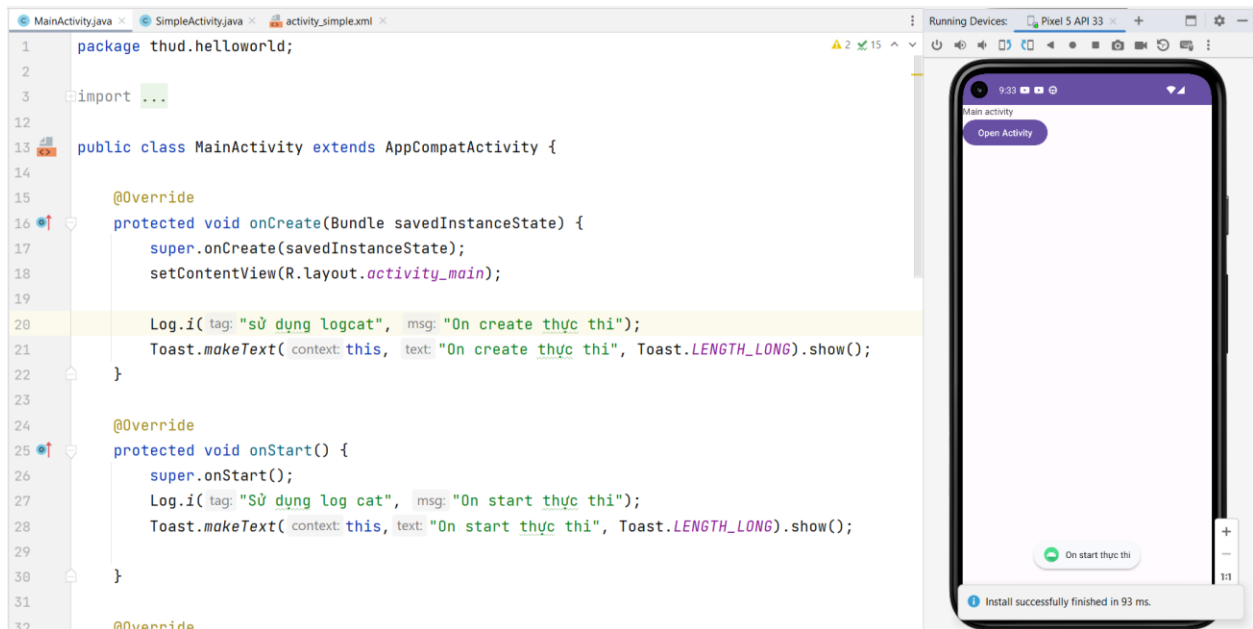 MainActivity.java
SimpleActivity.java
activity_simple.xml
Running Devices:
Pixel 5 API 33
2 15
1 package thud.helloworld;
2
3 import ...
12
13 public class MainActivity extends AppCompatActivity {
14
15 @Override
16 protected void onCreate(Bundle savedInstanceState) {
17 super.onCreate(savedInstanceState);
18 setContentView(R.layout.activity_main);
19
20 Log.i( tag: "sử dụng logcat", msg: "On create thực thi");
21 Toast.makeText( context: this, text: "On create thực thi", Toast.LENGTH_LONG).show();
22 }
23
24 @Override
25 protected void onStart() {
26 super.onStart();
27 Log.i( tag: "Sử dụng log cat", msg: "On start thực thi");
28 Toast.makeText( context: this, text: "On start thực thi", Toast.LENGTH_LONG).show();
29
30 }
31
32 @Override
9:33
Main activity
Open Activity
On start thực thi
1:1
Install successfully finished in 93 ms.